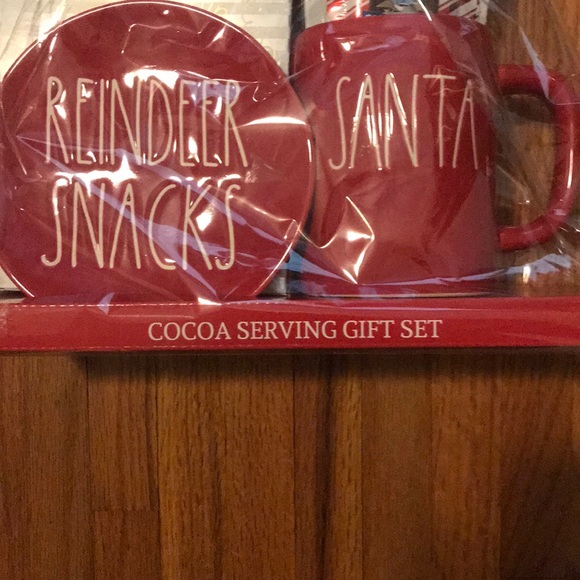 REINDEER
SNACKS
SANTA
COCOA SERVING GIFT SET